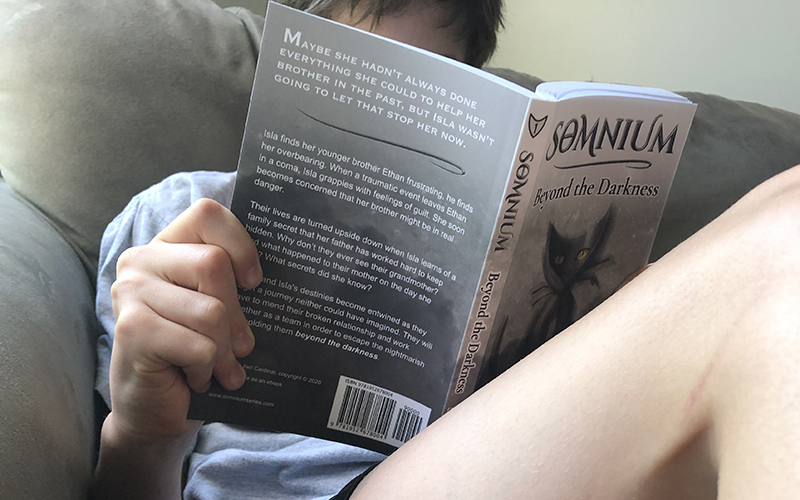 MAYBE SHE HADN'T ALWAYS DONE
EVERYTHING SHE COULD TO HELP HER
BROTHER IN THE PAST, BUT ISLA WASN'T
GOING TO LET THAT STOP HER NOW.
Isla finds her younger brother Ethan frustrating, he finds
her overbearing. When a traumatic event leaves Ethan
in a coma, Isla grapples with feelings of guilt. She soon
becomes concerned that her brother might be in real
danger.
Their lives are turned upside down when Isla learns of a
family secret that her father has worked hard to keep
hidden. Why don't they ever see their grandmother?
what happened to their mother on the day she
? What secrets did she know?
and Isla's destinies become entwined as they
a journey neither could have imagined. They will
to mend their broken relationship and work
as a team in order to escape the nightmarish
holding them beyond the darkness
Cardinal, copyright © 2020
as an ebook
www.somniumseries.com
SOMNIUM
Beyond the Darkness
SOMNIUM
Beyond the Darkness